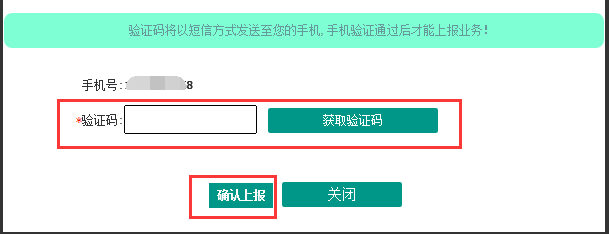 验证码将以短信方式发送至您的手机,手机验证通过后才能上报业务！
手机号: 8
*验证码: 获取验证码
确认上报 关闭